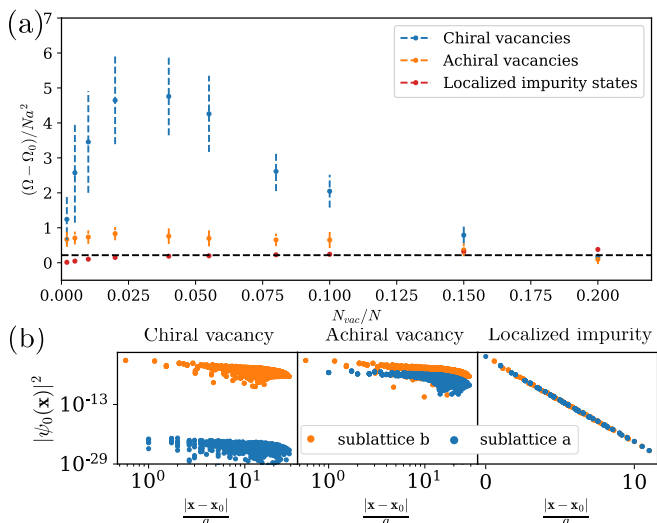 (a)
7
6
5
4
3
2
1
0
(Ω − Ω₀)/Na²
Chiral vacancies
Achiral vacancies
Localized impurity states
0.000 0.025 0.050 0.075 0.100 0.125 0.150 0.175 0.200
N_vac/N
(b)
Chiral vacancy Achiral vacancy Localized impurity
|ψ₀(x)|²
10⁻¹³
10⁻²⁹
sublattice b sublattice a
10⁰ 10¹ 10⁰ 10¹ 0 10
|x − x₀|/a |x − x₀|/a |x − x₀|/a